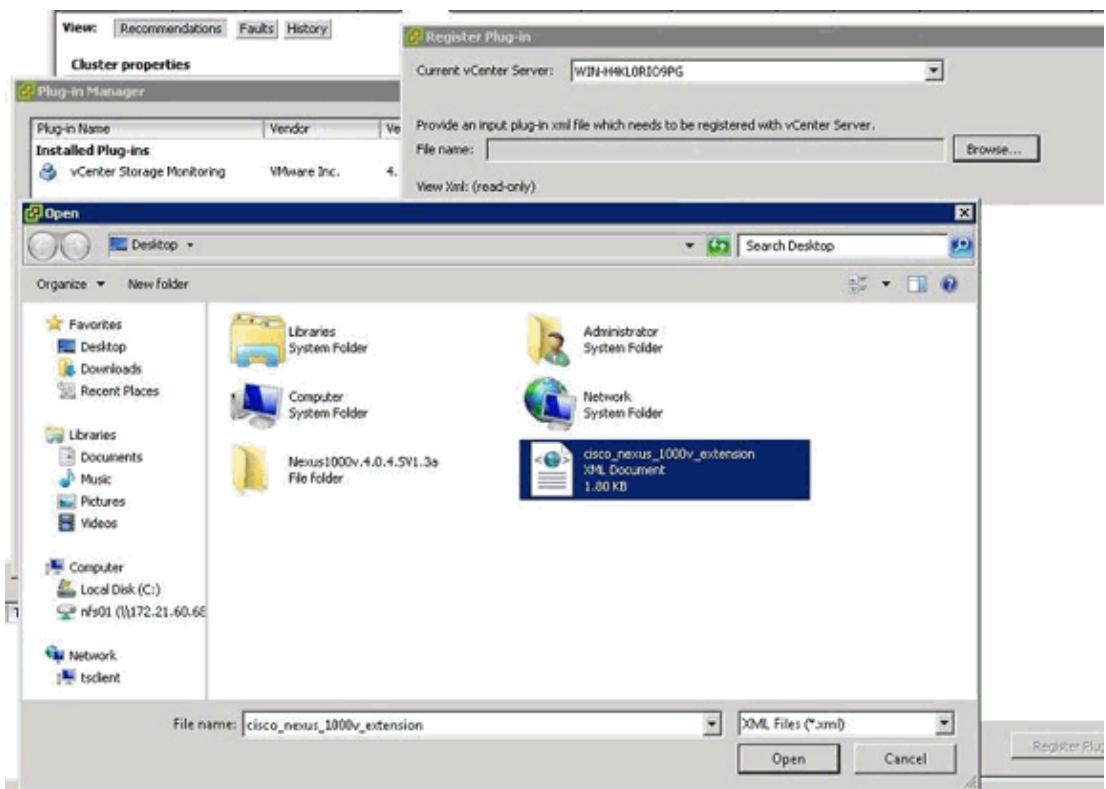 View: Recommendations Faults History
Cluster properties
Register Plug-in
Current vCenter Server: WIN-H4KL0RIO9PG
Provide an input plug-in xml file which needs to be registered with vCenter Server.
File name: Browse...
View Xml: (read-only)
Plug-in Manager
Plug-in Name Vendor Ve
Installed Plug-ins
vCenter Storage Monitoring VMware Inc. 4.
Open
Desktop
Search Desktop
Organize New folder
Favorites
Desktop
Downloads
Recent Places
Libraries
Documents
Music
Pictures
Videos
Computer
Local Disk (C:)
nfs01 (\\172.21.60.68
Network
tsclient
Libraries
System Folder
Administrator
System Folder
Computer
System Folder
Network
System Folder
Nexus1000v.4.0.4.SV1.3a
File folder
cisco_nexus_1000v_extension
XML Document
1.80 KB
File name: cisco_nexus_1000v_extension
XML Files (*.xml)
Open Cancel
Register Plug